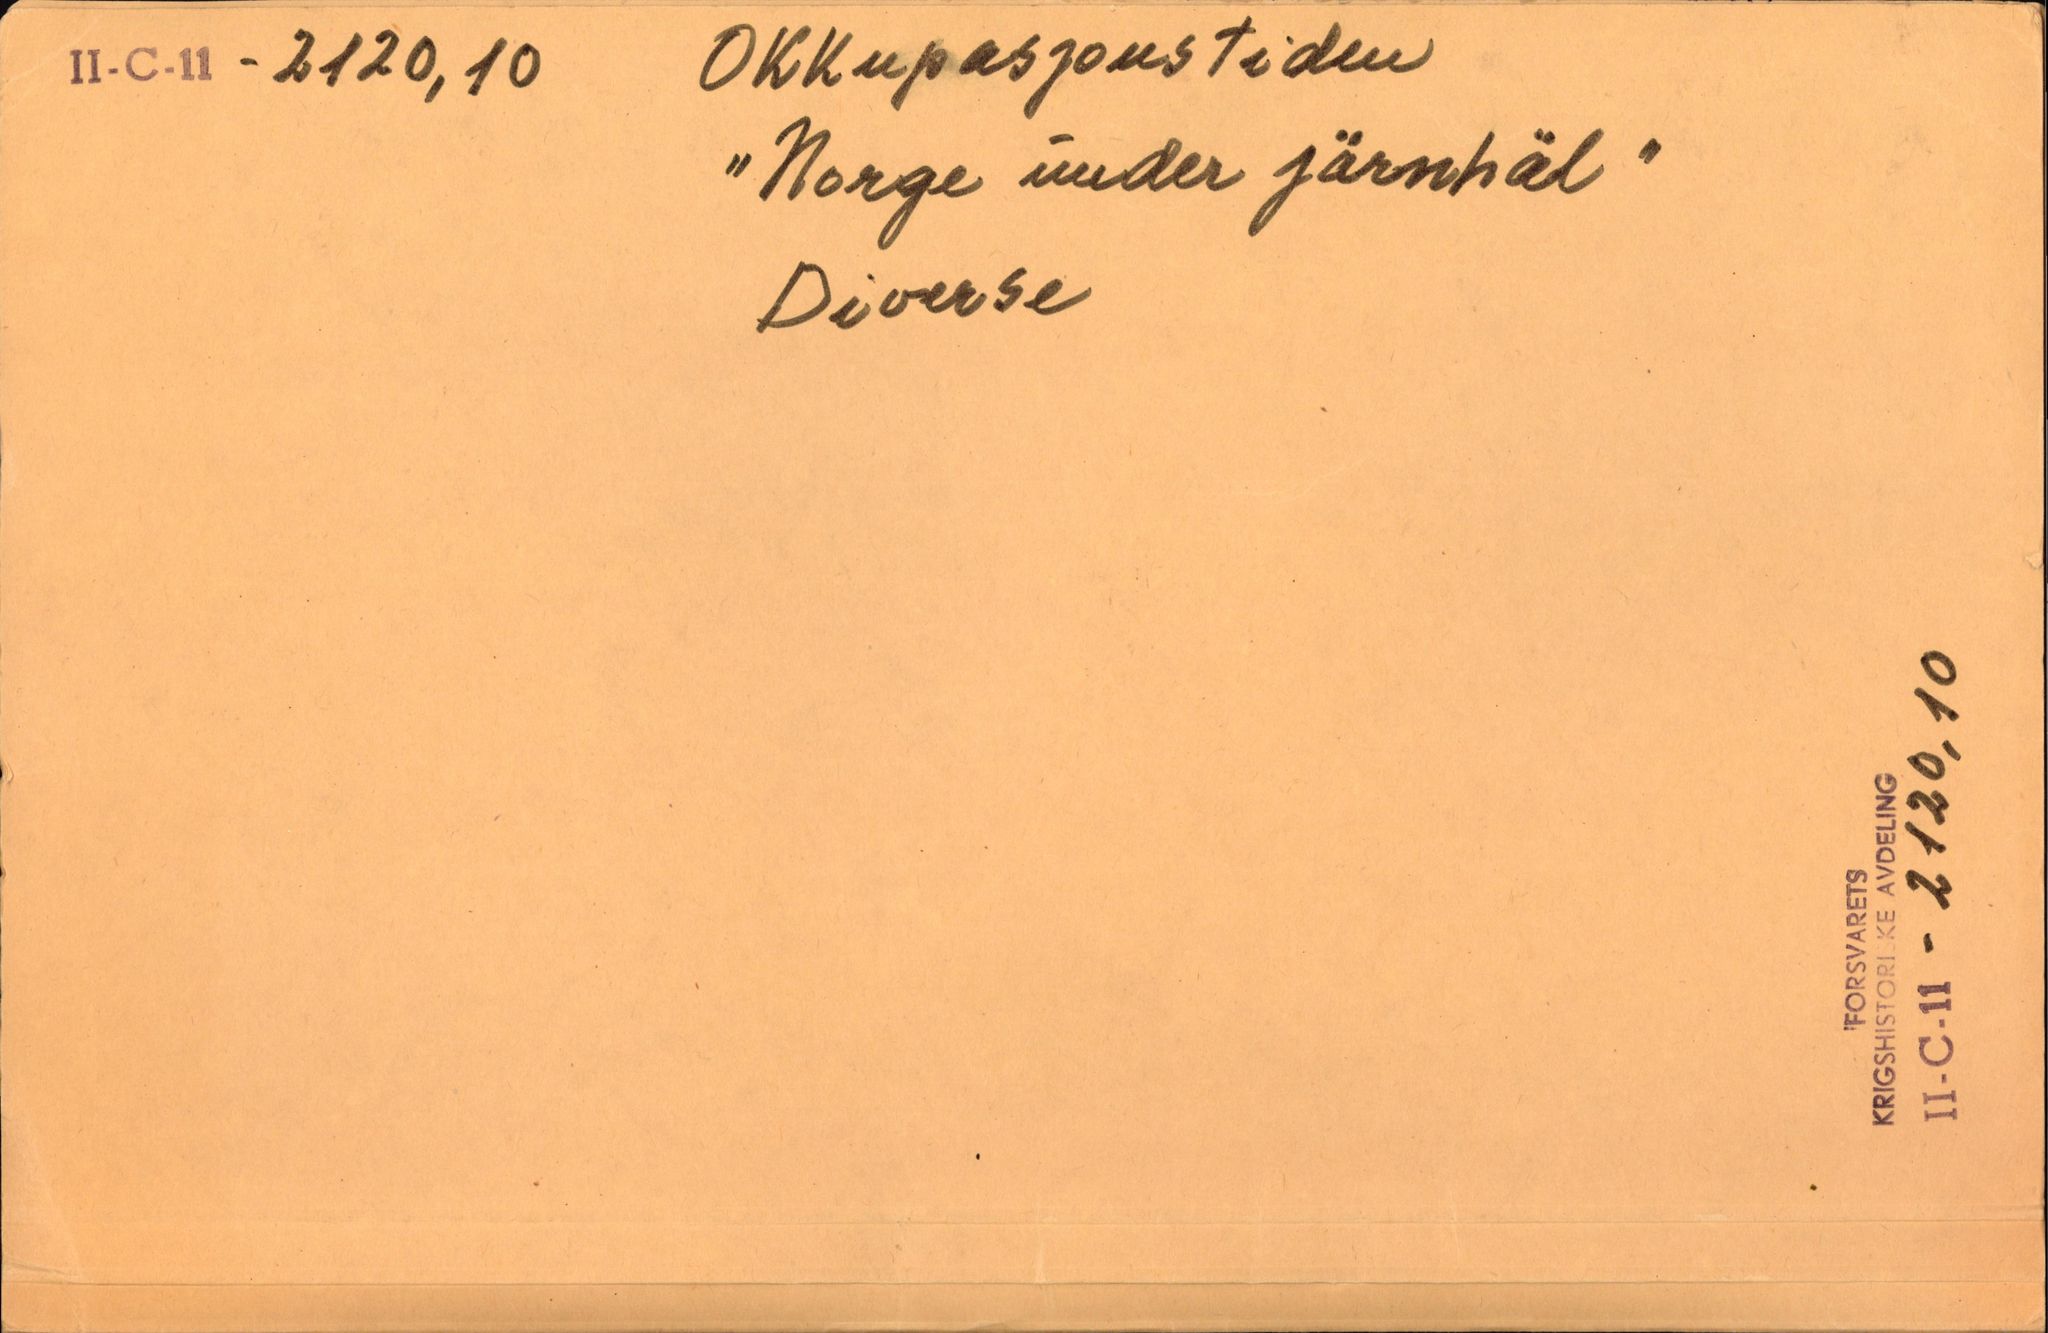 II-C-11 - 2120,10 Okkupasjonstiden
"Norge under järnhäl"
Diverse
FORSVARETS
KRIGSHISTORISKE AVDELING
II-C-11 - 2120,10